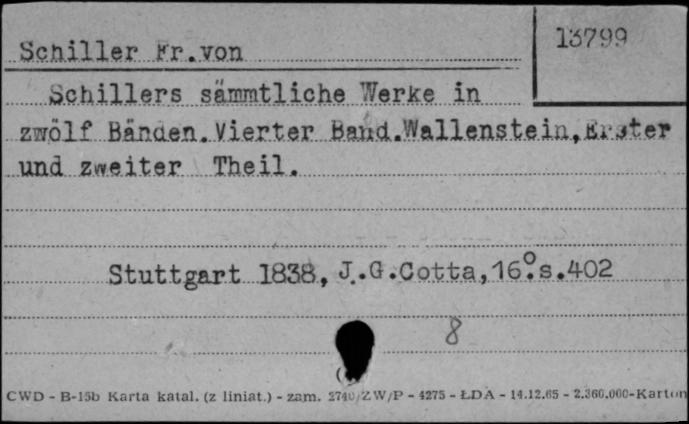 Schiller Fr.von
13799
Schillers sämmtliche Werke in
zwölf Bänden.Vierter Band.Wallenstein,Erster
und zweiter Theil.
Stuttgart 1838, J.G.Cotta,16°.s.402
8
CWD - B-15b Karta katal. (z liniat.) - zam. 2740/ZW/P - 4275 - ŁDA - 14.12.65 - 2.360.000-Karton